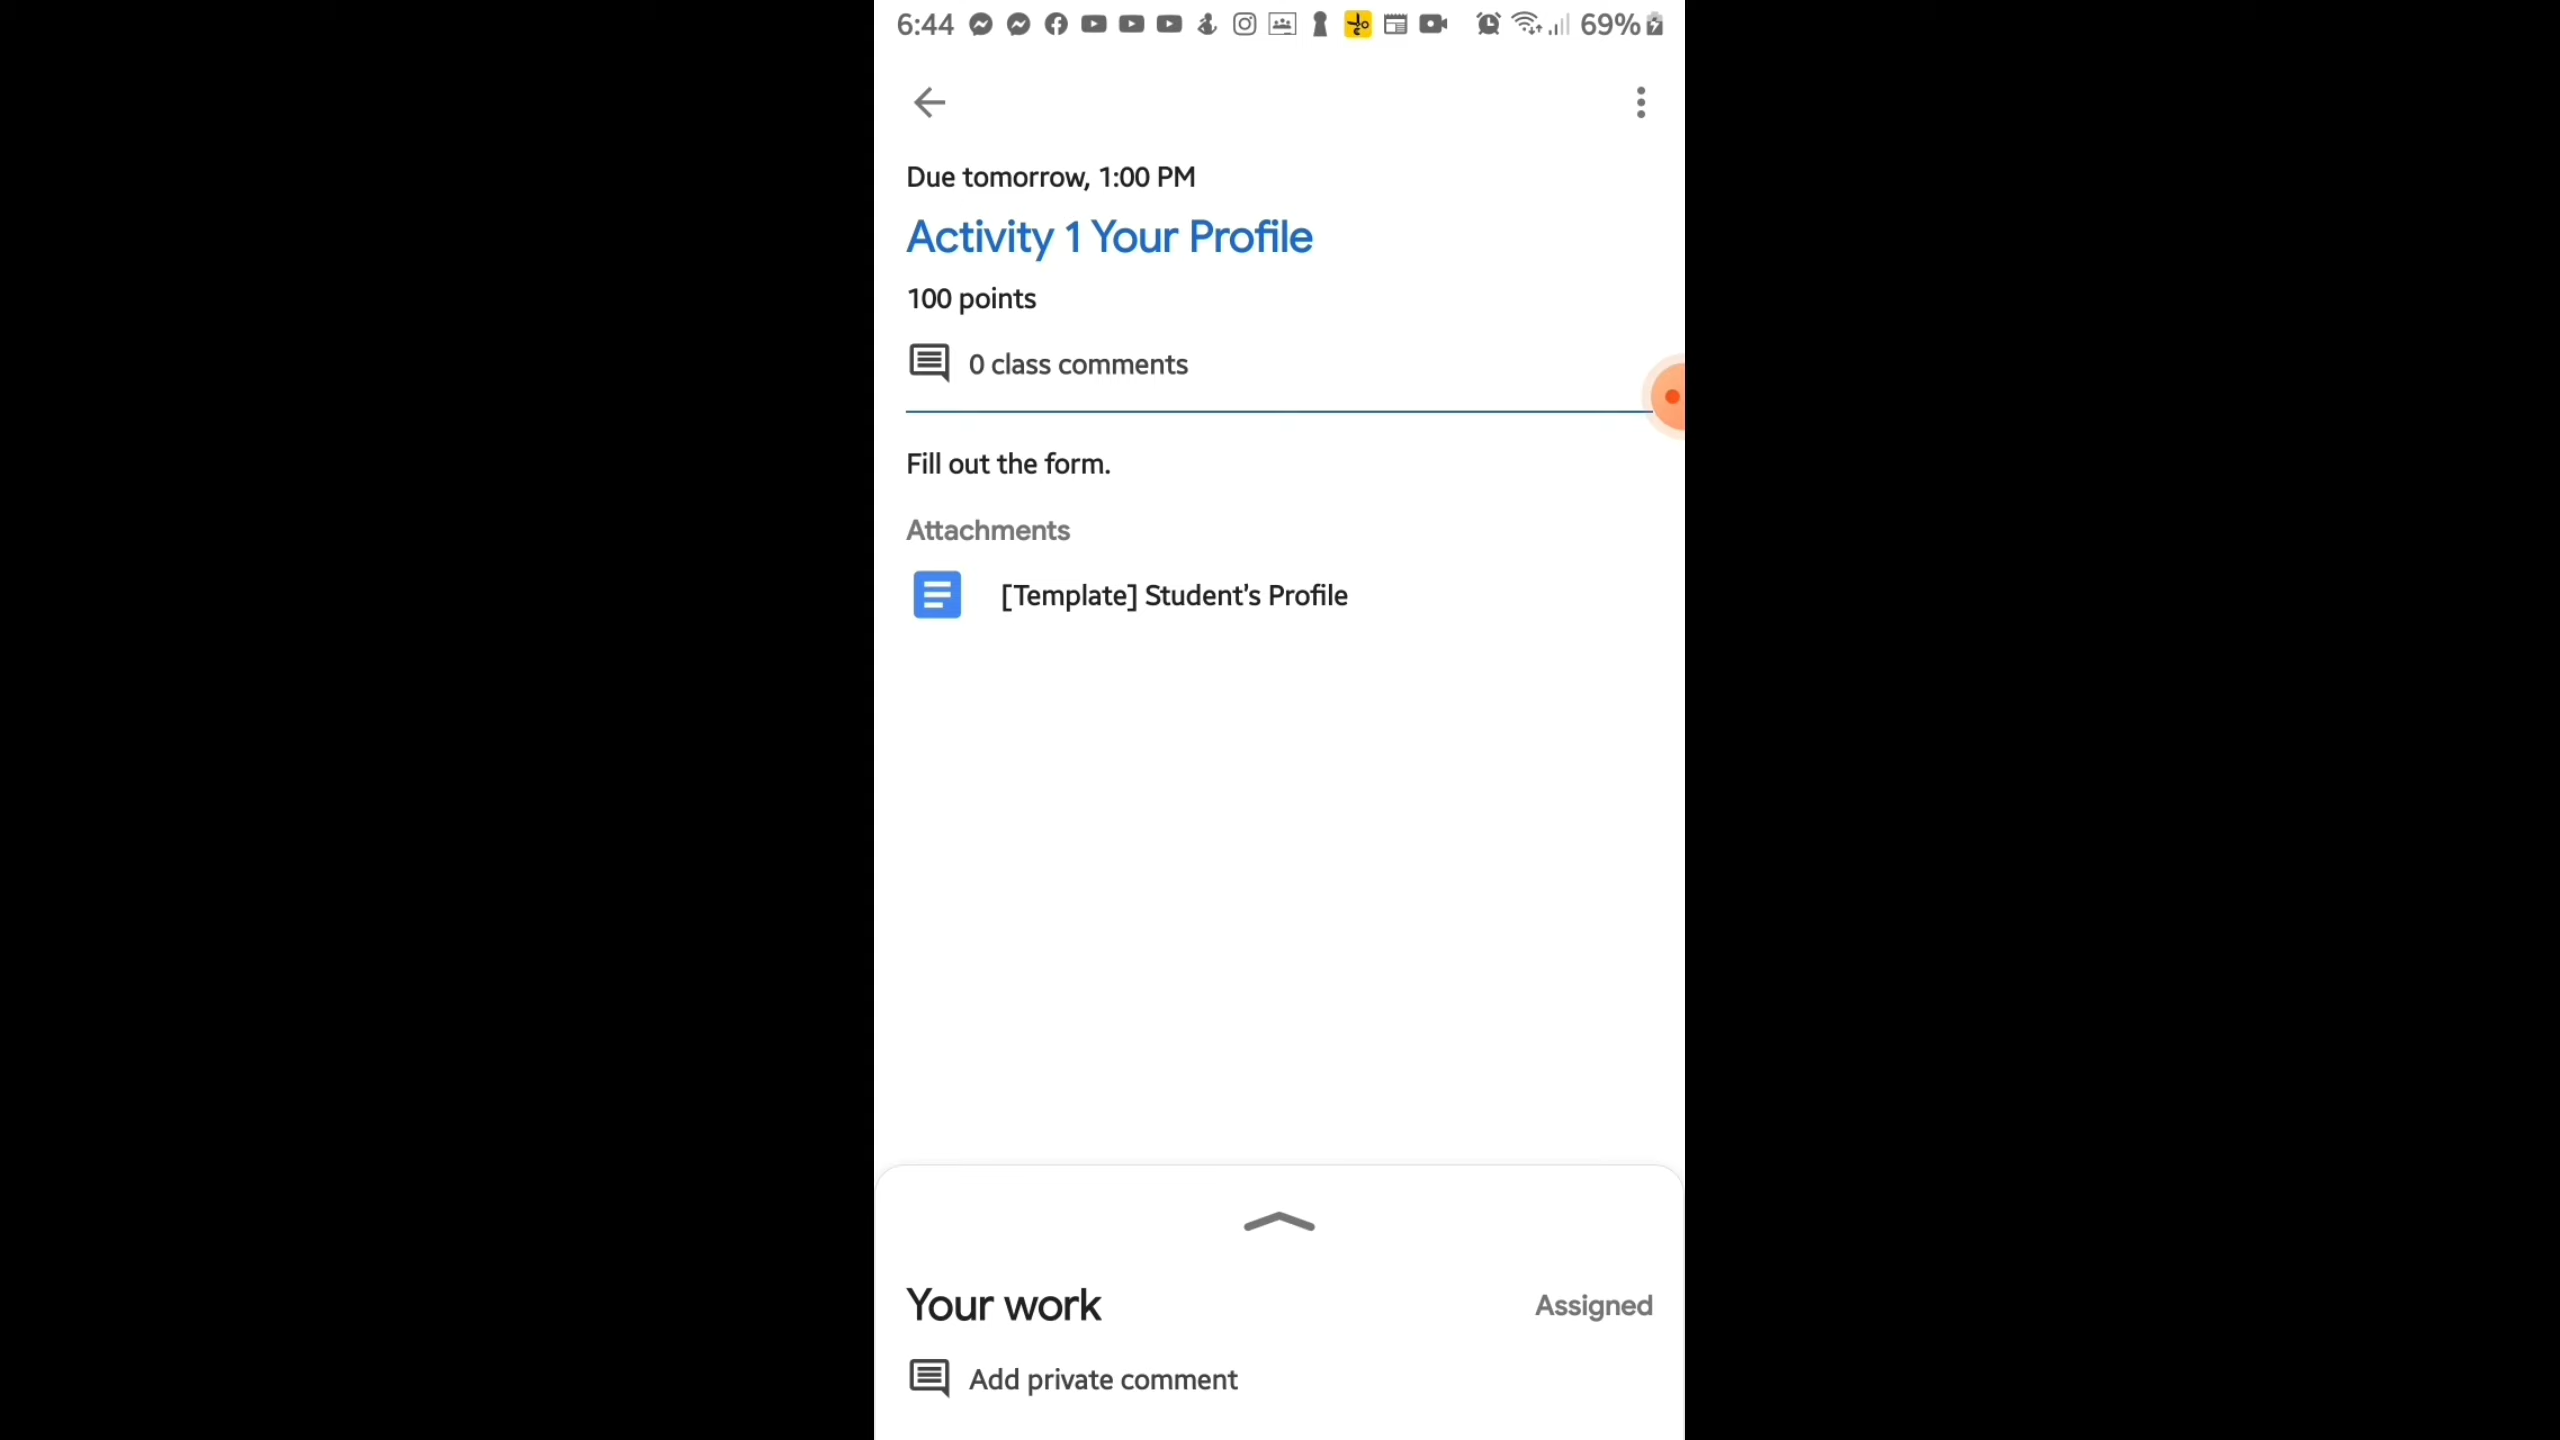 6:44 69%
Due tomorrow, 1:00 PM
Activity 1 Your Profile
100 points
0 class comments
Fill out the form.
Attachments
[Template] Student's Profile
Your work Assigned
Add private comment